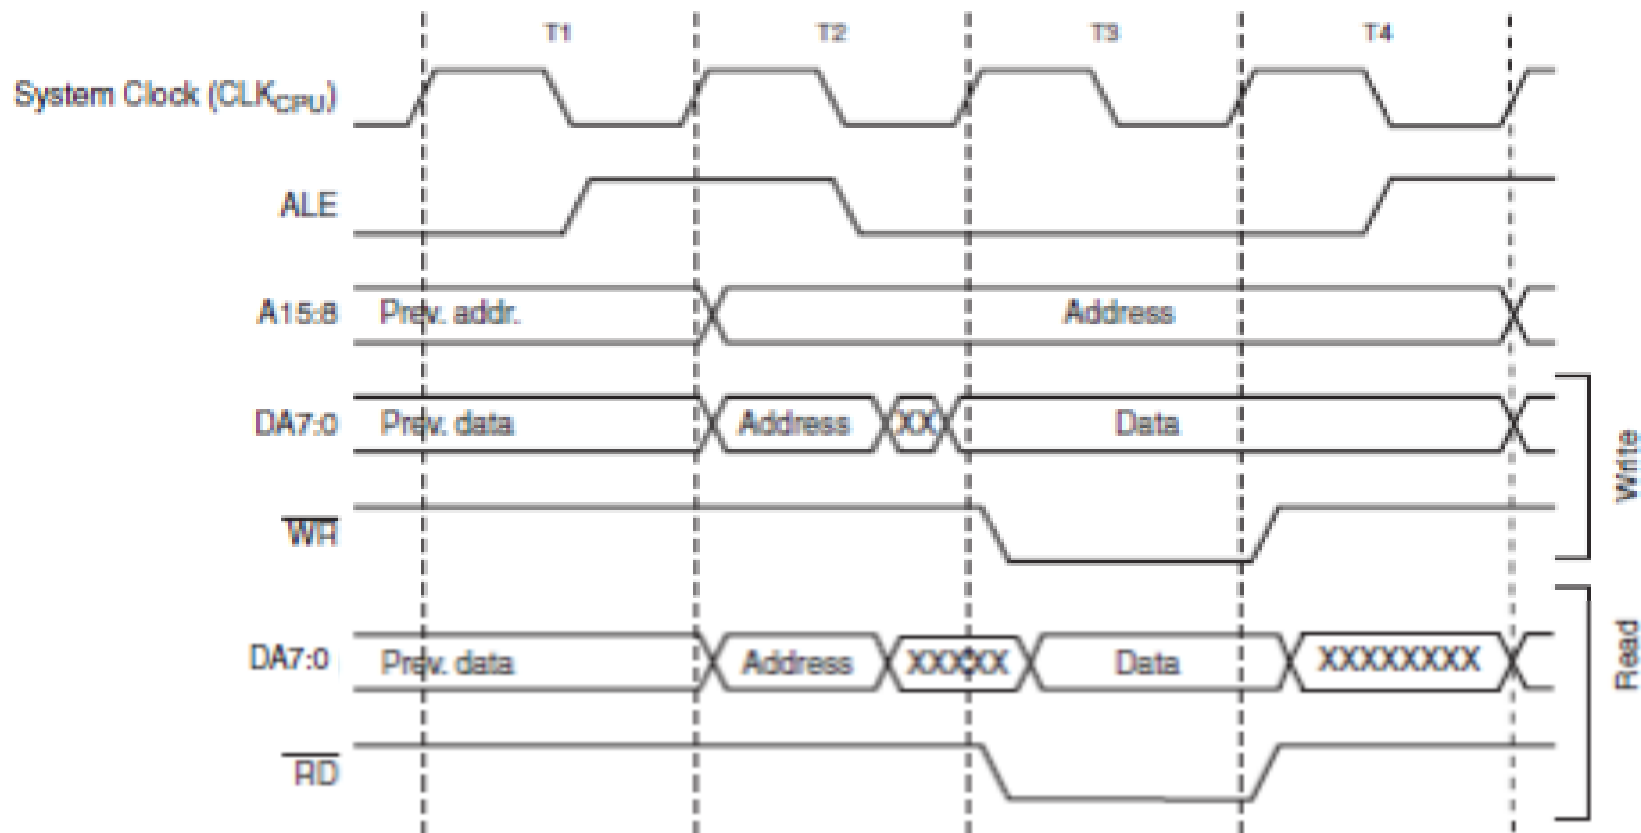 T1 T2 T3 T4
System Clock (CLKCPU)
ALE
A15:8 Prev. addr. Address
DA7:0 Prev. data Address XX Data
WR
Write
DA7:0 Prev. data Address XXXXX Data XXXXXXXX
RD
Read